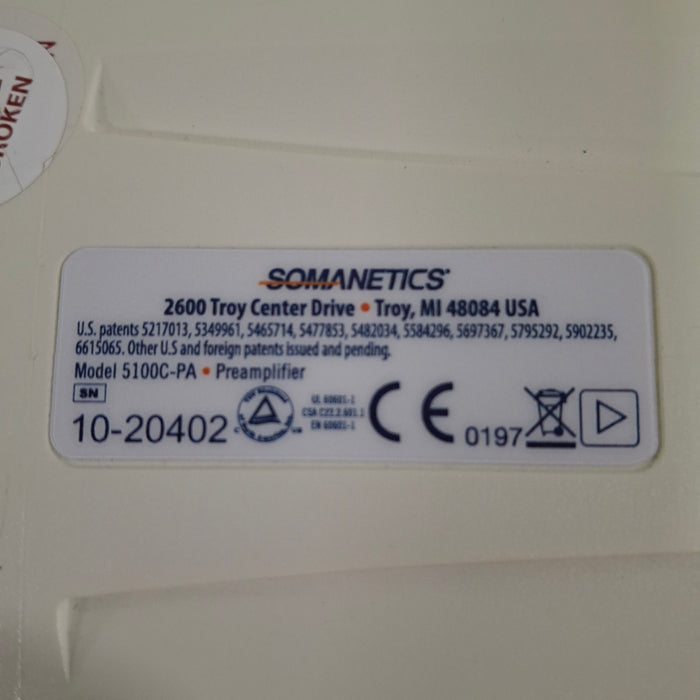 SOMANETICS
2600 Troy Center Drive • Troy, MI 48084 USA
U.S. patents 5217013, 5349961, 5465714, 5477853, 5482034, 5584296, 5697367, 5795292, 5902235,
6615065. Other U.S and foreign patents issued and pending.
Model 5100C-PA • Preamplifier
SN
10-20402
UL 60601-1
CSA C22.2.601.1
EN 60601-1
CE 0197